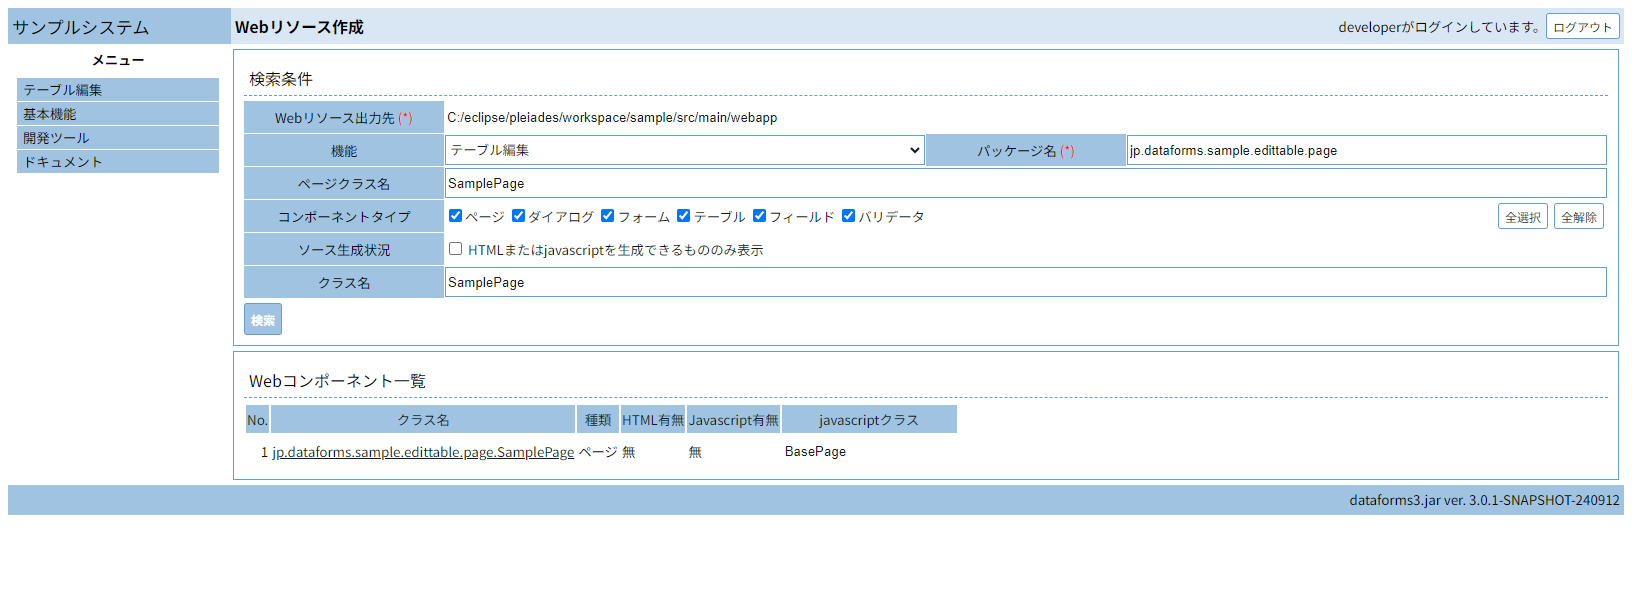 サンプルシステム
Webリソース作成
developerがログインしています。 ログアウト
メニュー
テーブル編集
基本機能
開発ツール
ドキュメント
検索条件
Webリソース出力先 (*) C:/eclipse/pleiades/workspace/sample/src/main/webapp
機能 テーブル編集 パッケージ名 (*) jp.dataforms.sample.edittable.page
ページクラス名 SamplePage
コンポーネントタイプ ページ ダイアログ フォーム テーブル フィールド バリデータ 全選択 全解除
ソース生成状況 HTMLまたはjavascriptを生成できるもののみ表示
クラス名 SamplePage
検索
Webコンポーネント一覧
No. クラス名 種類 HTML有無 Javascript有無 javascriptクラス
1 jp.dataforms.sample.edittable.page.SamplePage ページ 無 無 BasePage
dataforms3.jar ver. 3.0.1-SNAPSHOT-240912